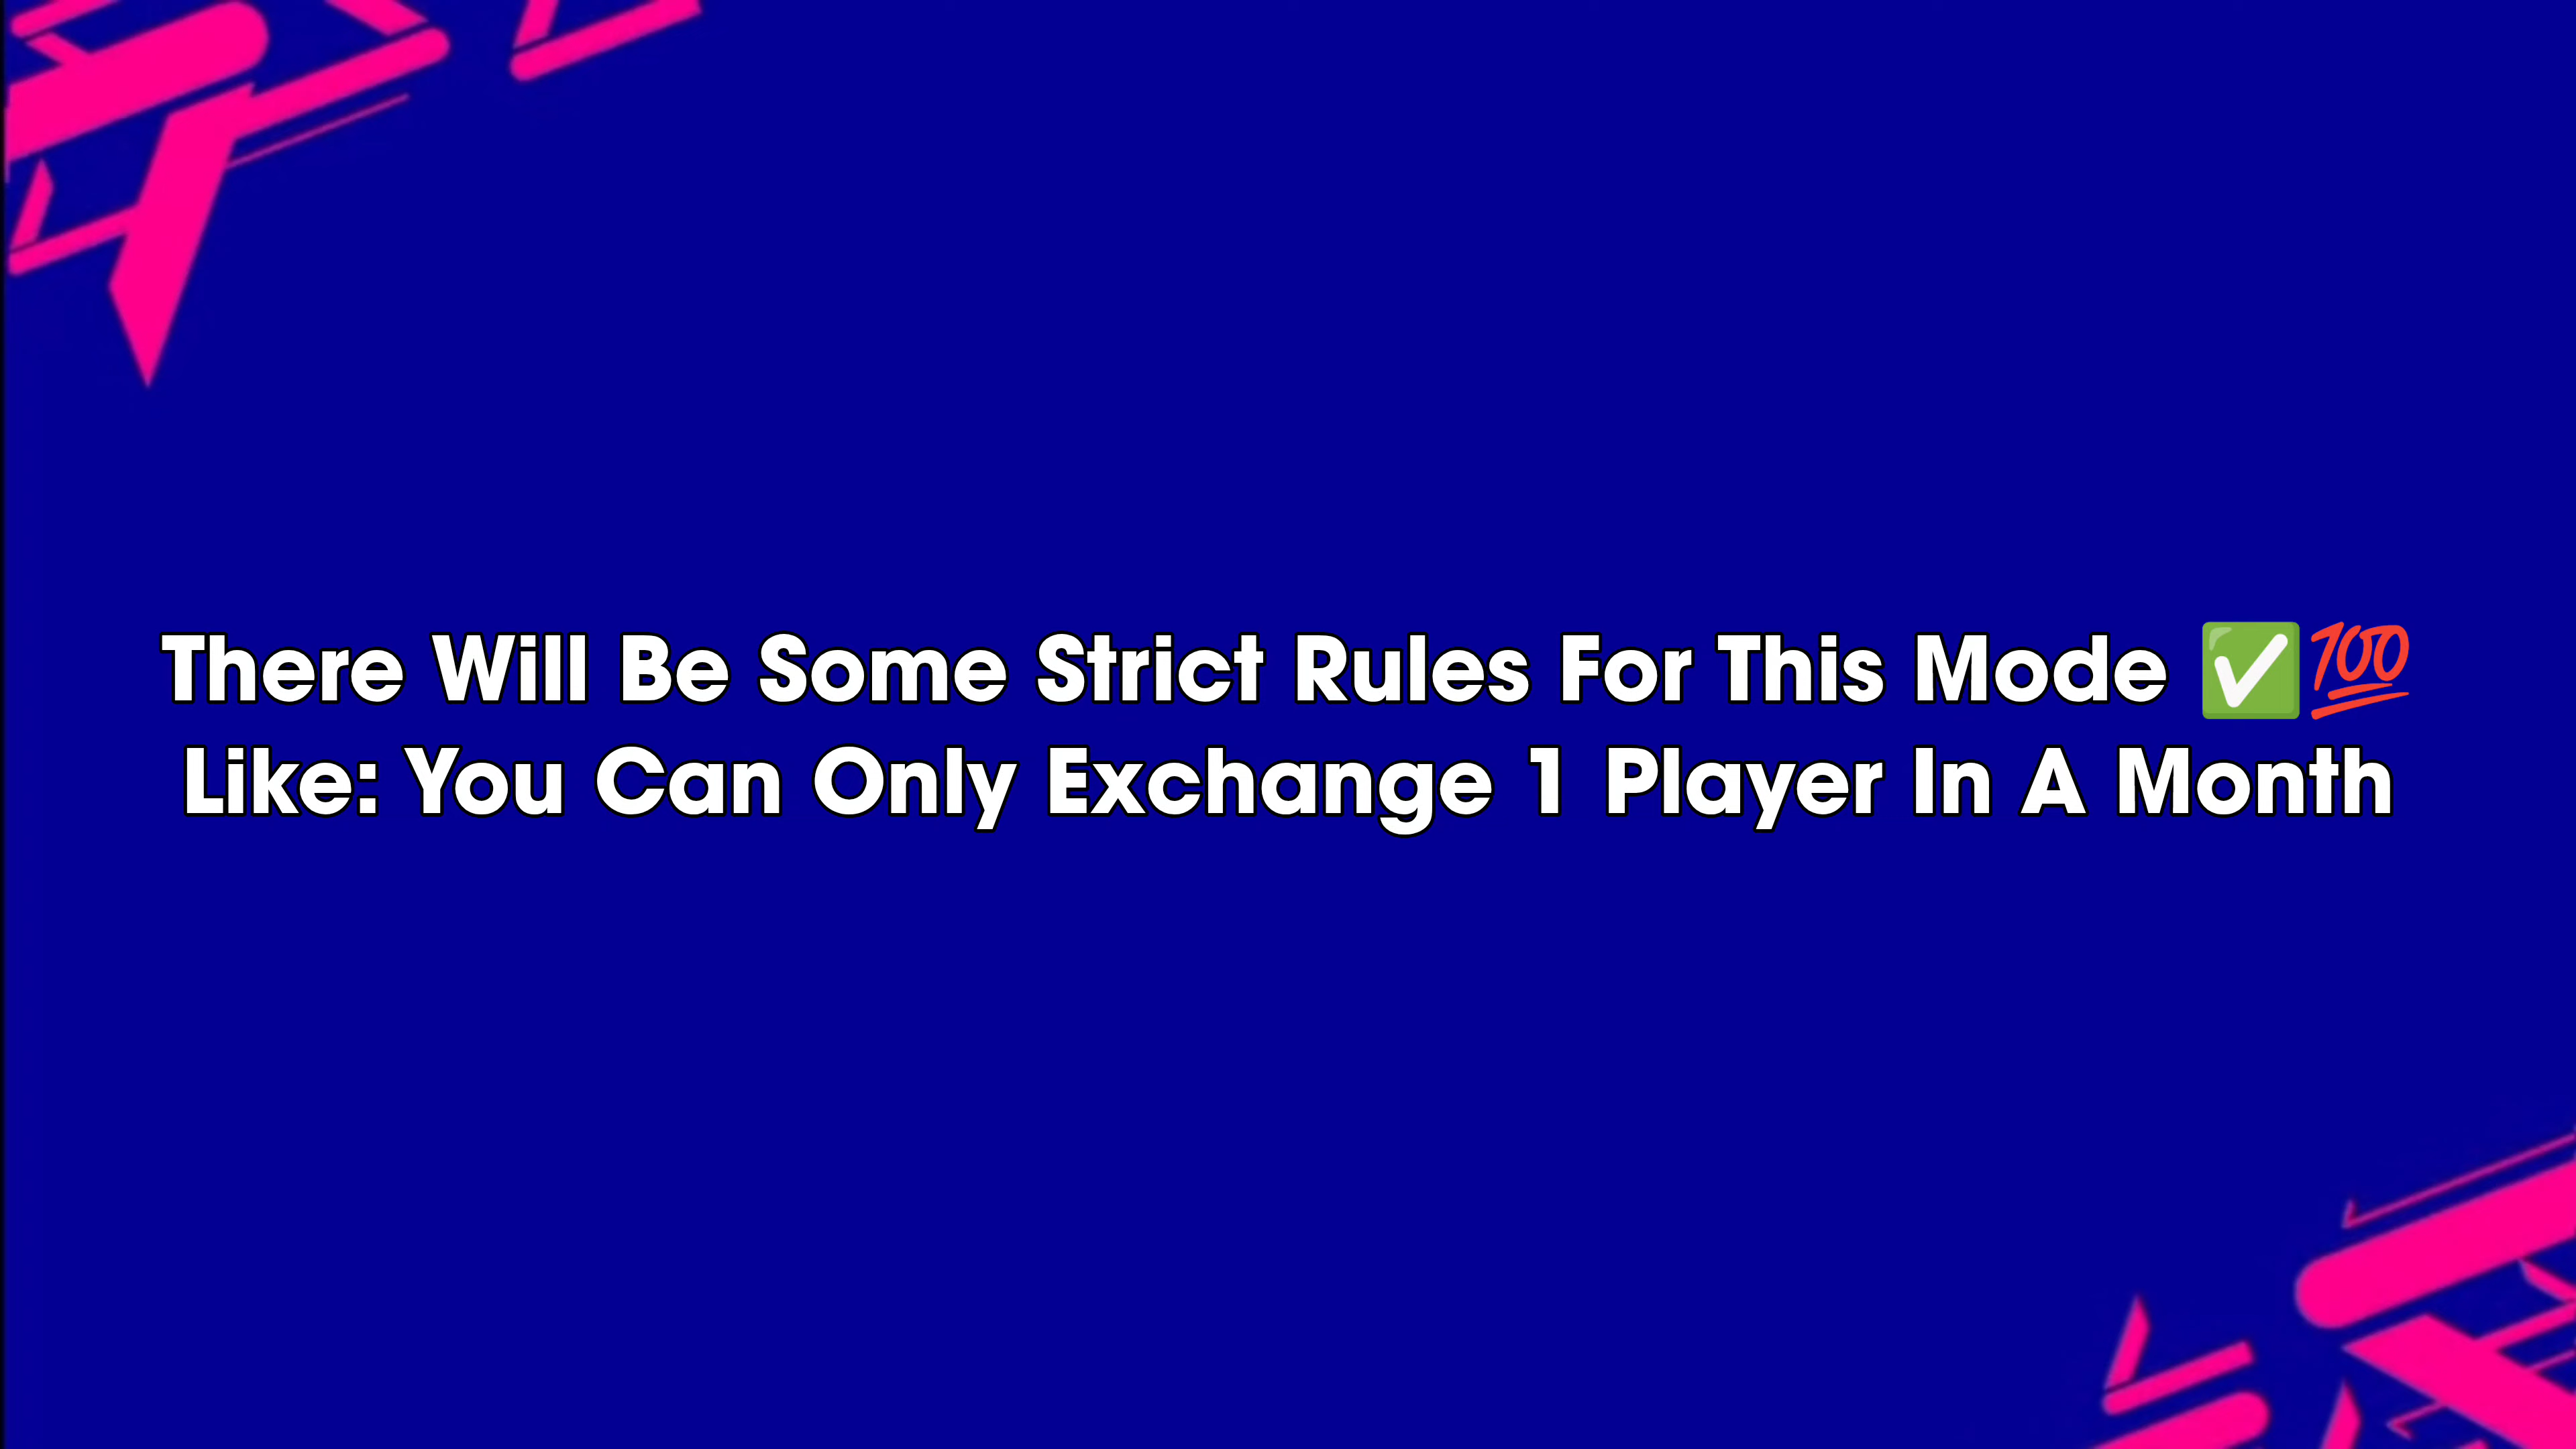 There Will Be Some Strict Rules For This Mode ✅💯
Like: You Can Only Exchange 1 Player In A Month